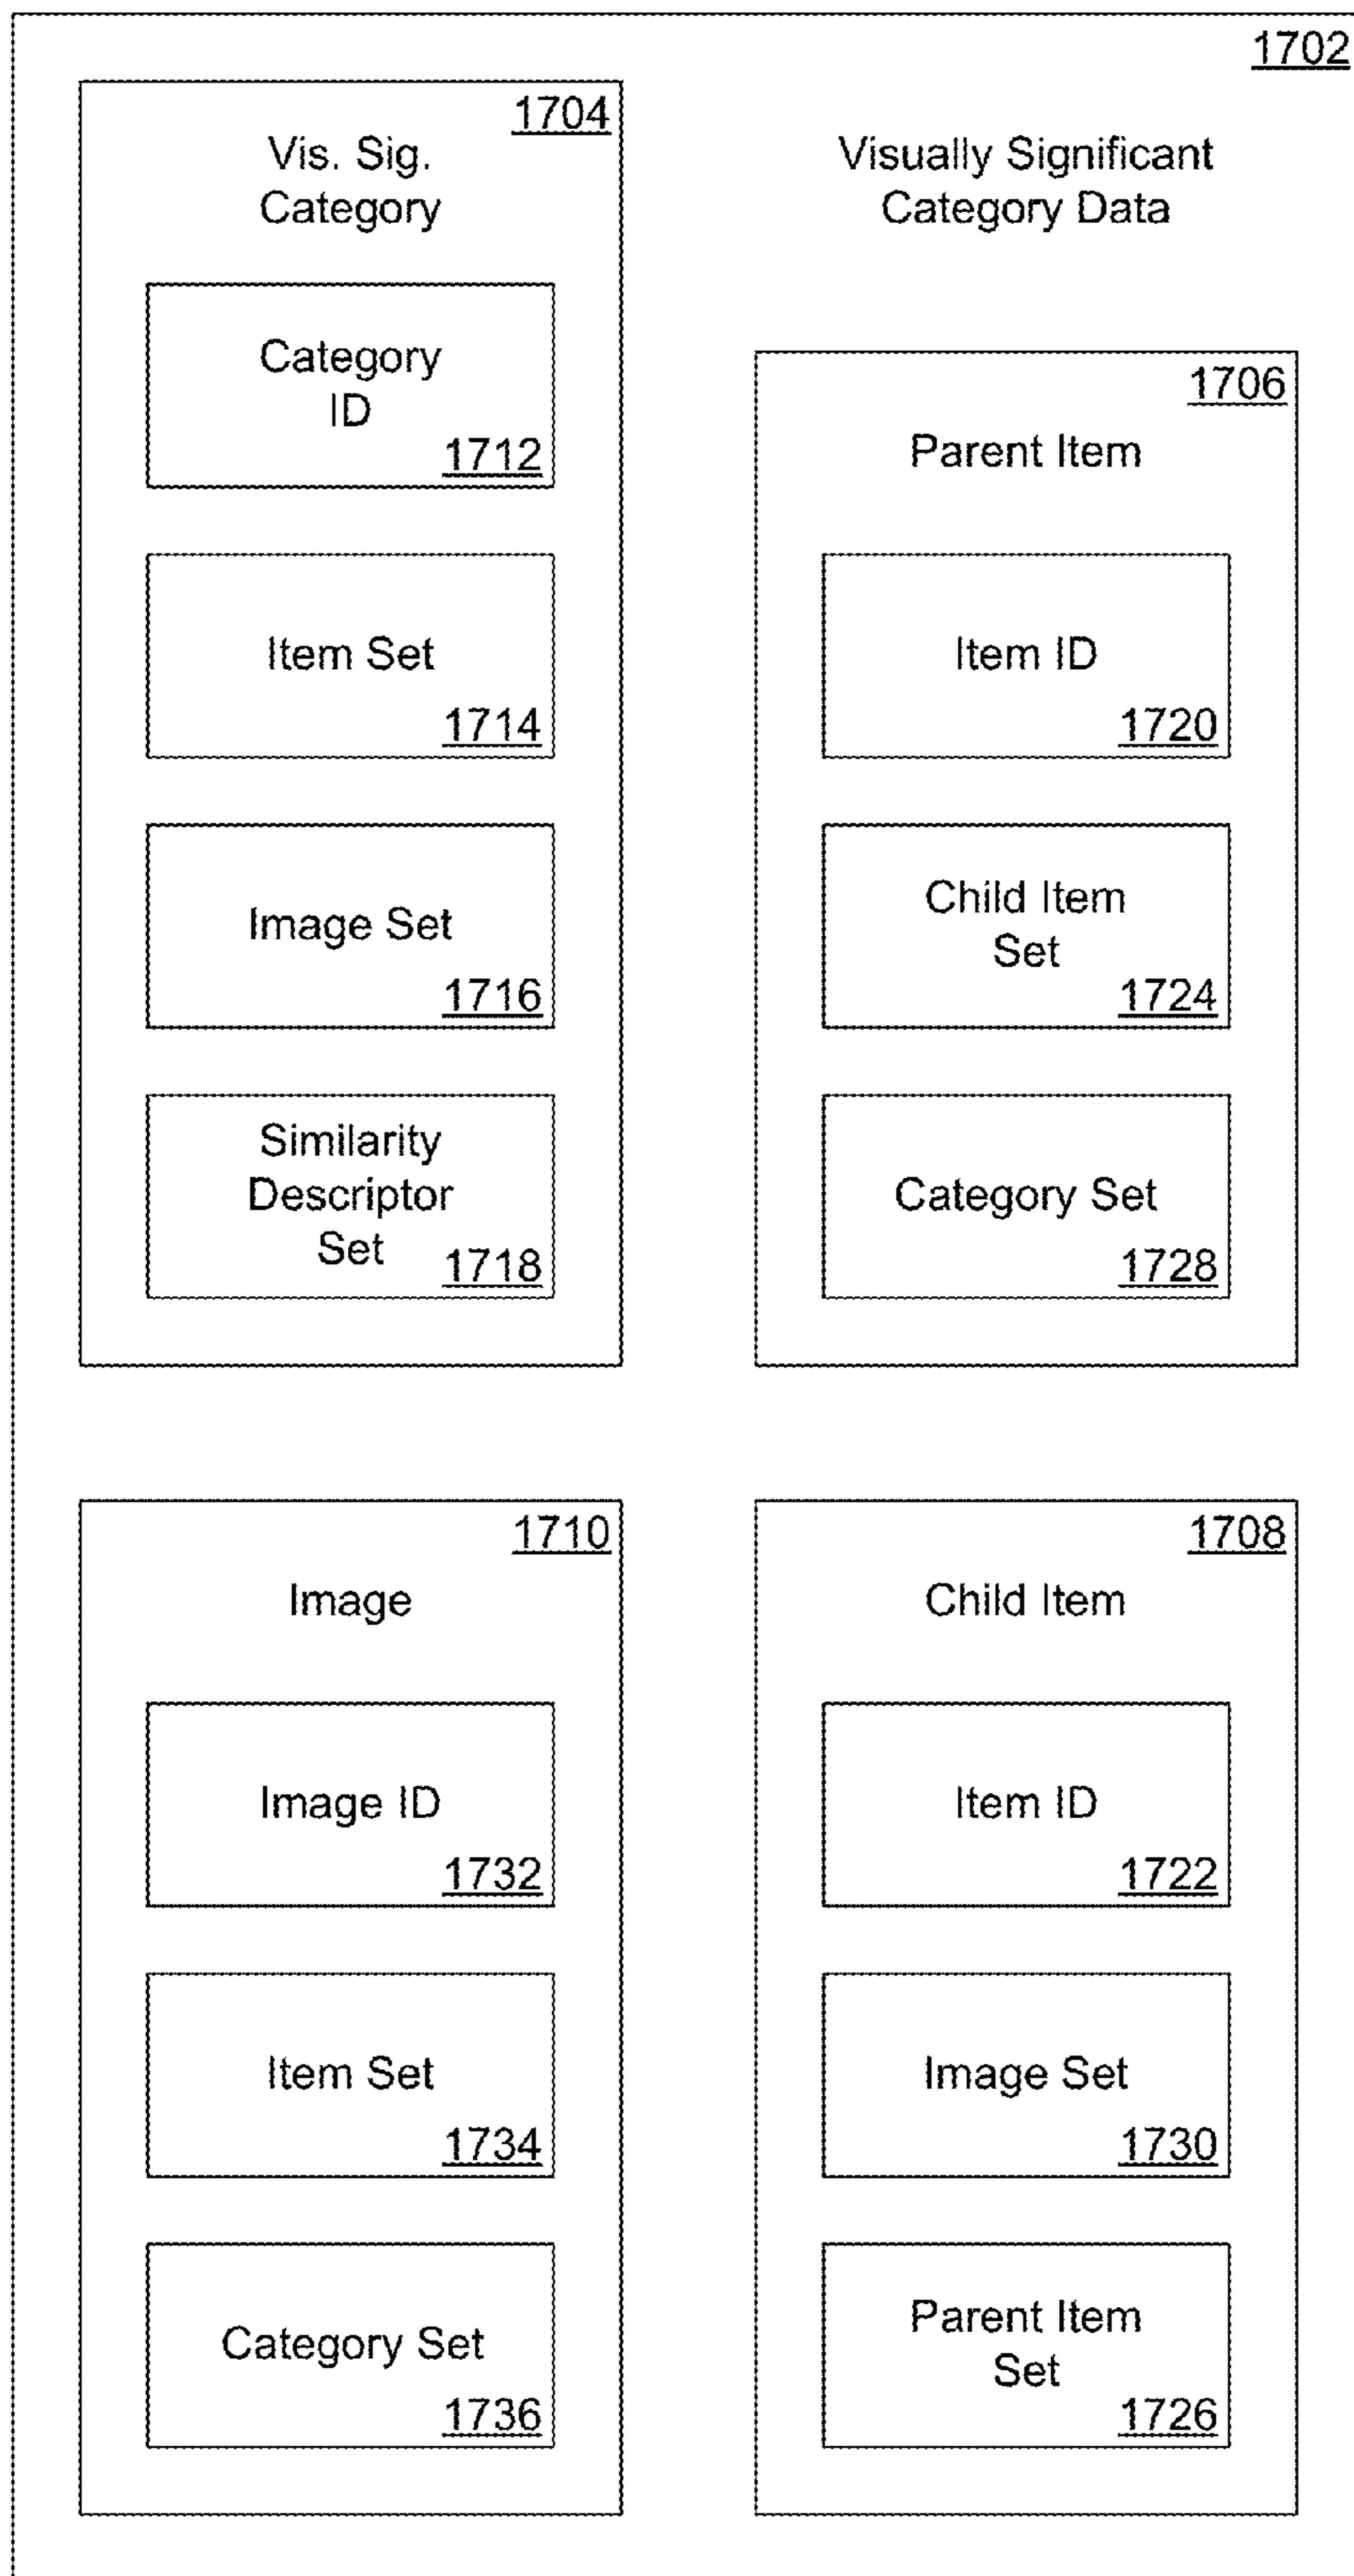 1702
1704
Vis. Sig.
Category
Visually Significant
Category Data
Category
ID
1712
Item Set
1714
Image Set
1716
Similarity
Descriptor
Set
1718
1706
Parent Item
Item ID
1720
Child Item
Set
1724
Category Set
1728
1710
Image
Image ID
1732
Item Set
1734
Category Set
1736
1708
Child Item
Item ID
1722
Image Set
1730
Parent Item
Set
1726